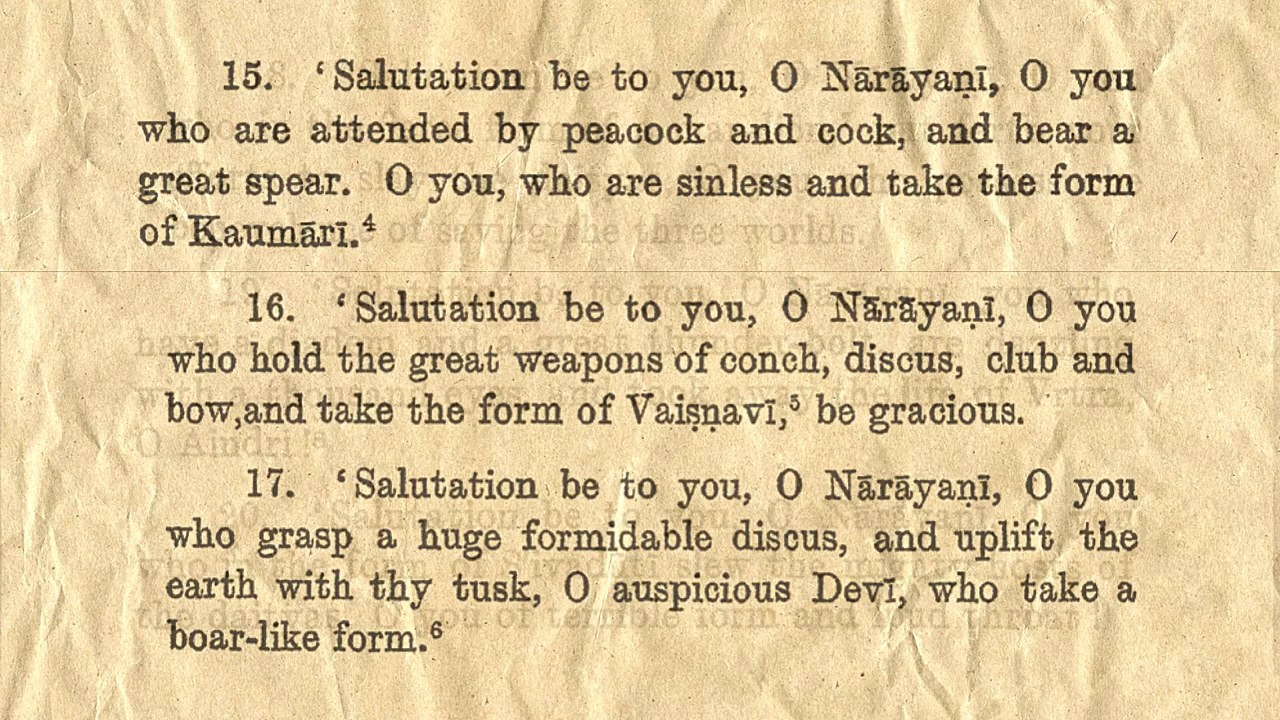 15. ‘Salutation be to you, O Nārāyaṇī, O you
who are attended by peacock and cock, and bear a
great spear. O you, who are sinless and take the form
of Kaumārī.⁴
16. ‘Salutation be to you, O Nārāyaṇī, O you
who hold the great weapons of conch, discus, club and
bow,and take the form of Vaiṣṇavī,⁵ be gracious.
17. ‘Salutation be to you, O Nārāyaṇī, O you
who grasp a huge formidable discus, and uplift the
earth with thy tusk, O auspicious Devī, who take a
boar-like form.⁶